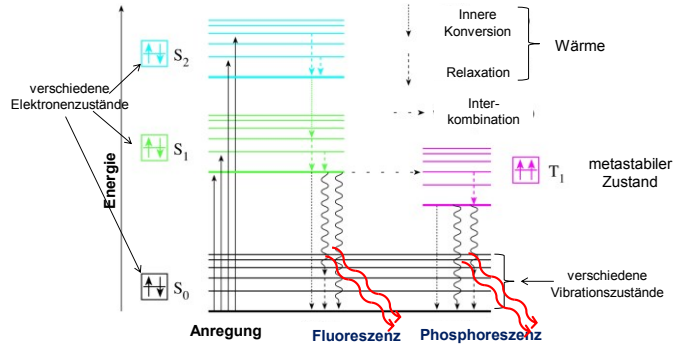 Innere
Konversion
Wärme
Relaxation
Inter-
kombination
verschiedene
Elektronenzustände
S2
S1
S0
Energie
T1
metastabiler
Zustand
verschiedene
Vibrationszustände
Anregung
Fluoreszenz
Phosphoreszenz